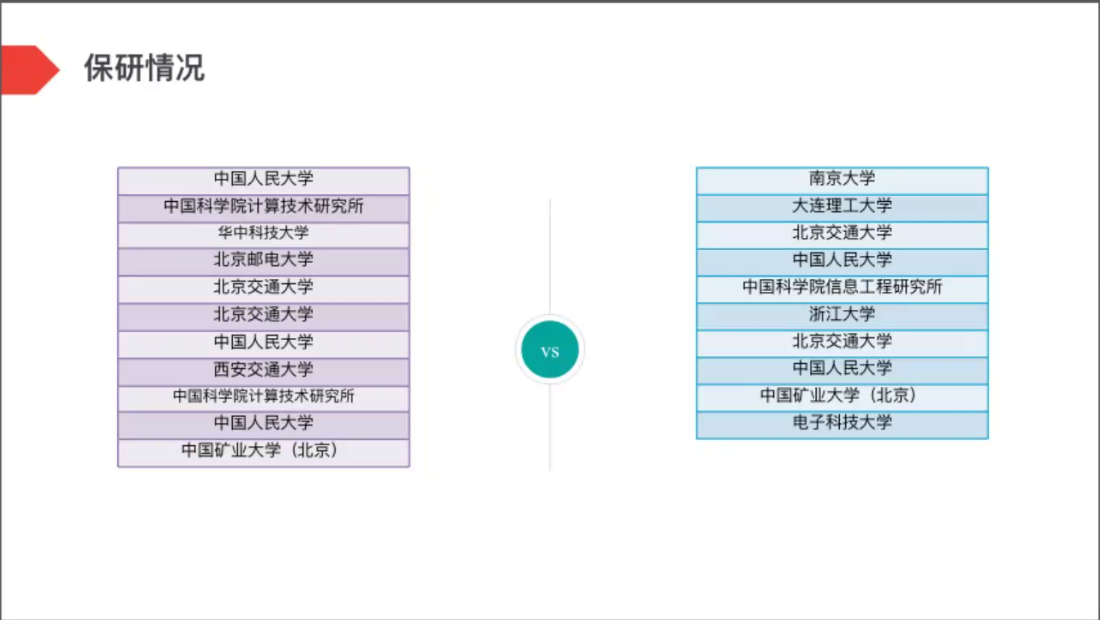 保研情况
中国人民大学
中国科学院计算技术研究所
华中科技大学
北京邮电大学
北京交通大学
北京交通大学
中国人民大学
西安交通大学
中国科学院计算技术研究所
中国人民大学
中国矿业大学（北京）
vs
南京大学
大连理工大学
北京交通大学
中国人民大学
中国科学院信息工程研究所
浙江大学
北京交通大学
中国人民大学
中国矿业大学（北京）
电子科技大学